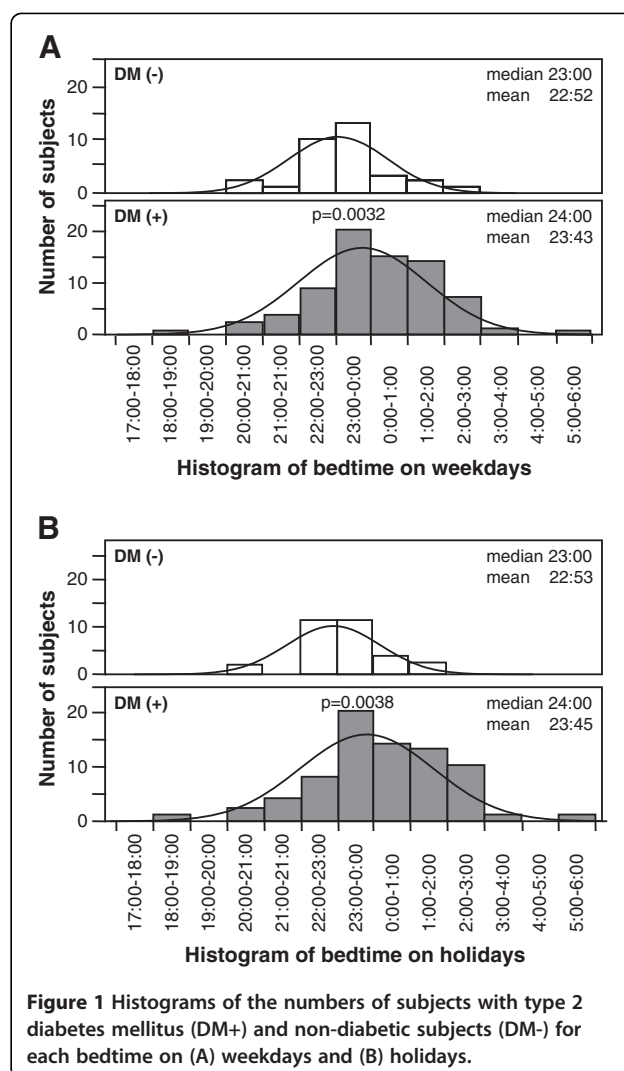 A
DM (-)
median 23:00
mean 22:52
20
10
0
DM (+)
p=0.0032
median 24:00
mean 23:43
20
10
0
Number of subjects
17:00-18:00
18:00-19:00
19:00-20:00
20:00-21:00
21:00-21:00
22:00-23:00
23:00-0:00
0:00-1:00
1:00-2:00
2:00-3:00
3:00-4:00
4:00-5:00
5:00-6:00
Histogram of bedtime on weekdays
B
DM (-)
median 23:00
mean 22:53
20
10
0
DM (+)
p=0.0038
median 24:00
mean 23:45
20
10
0
Number of subjects
17:00-18:00
18:00-19:00
19:00-20:00
20:00-21:00
21:00-21:00
22:00-23:00
23:00-0:00
0:00-1:00
1:00-2:00
2:00-3:00
3:00-4:00
4:00-5:00
5:00-6:00
Histogram of bedtime on holidays
Figure 1 Histograms of the numbers of subjects with type 2
diabetes mellitus (DM+) and non-diabetic subjects (DM-) for
each bedtime on (A) weekdays and (B) holidays.